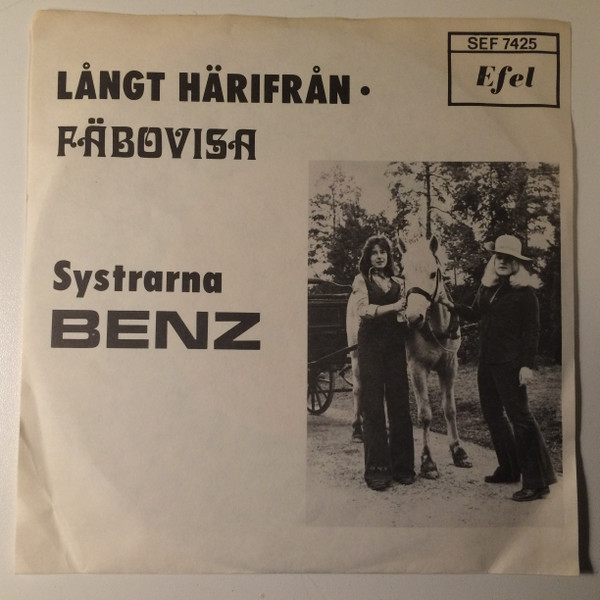 SEF 7425
Efel
LÅNGT HÄRIFRÅN •
FÄBOVISA
Systrarna
BENZ